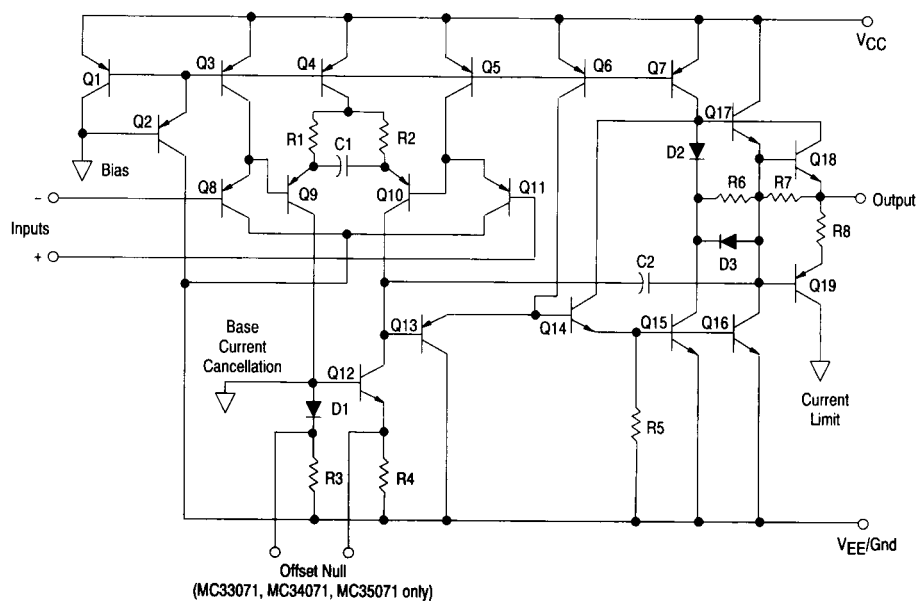 VCC
Q1
Q3
Q4
Q5
Q6
Q7
Q17
Q2
Bias
R1
C1
R2
D2
Q18
Q8
Q9
Q10
Q11
R6
R7
Output
−
Inputs
+
R8
D3
C2
Q19
Base
Current
Cancellation
Q13
Q14
Q15
Q16
Q12
D1
Current
Limit
R5
R3
R4
VEE/Gnd
Offset Null
(MC33071, MC34071, MC35071 only)